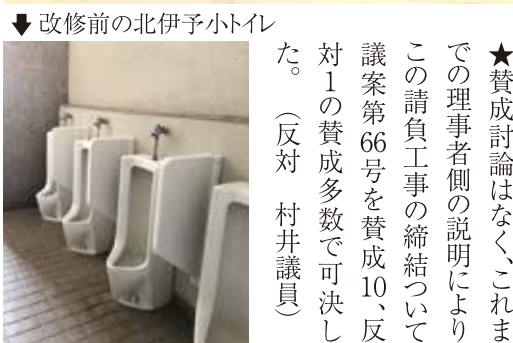 🡇改修前の北伊予小トイレ
★賛成討論はなく、これま
での理事者側の説明により
この請負工事の締結ついて
議案第66号を賛成10、反
対1の賛成多数で可決し
た。（反対　村井議員）